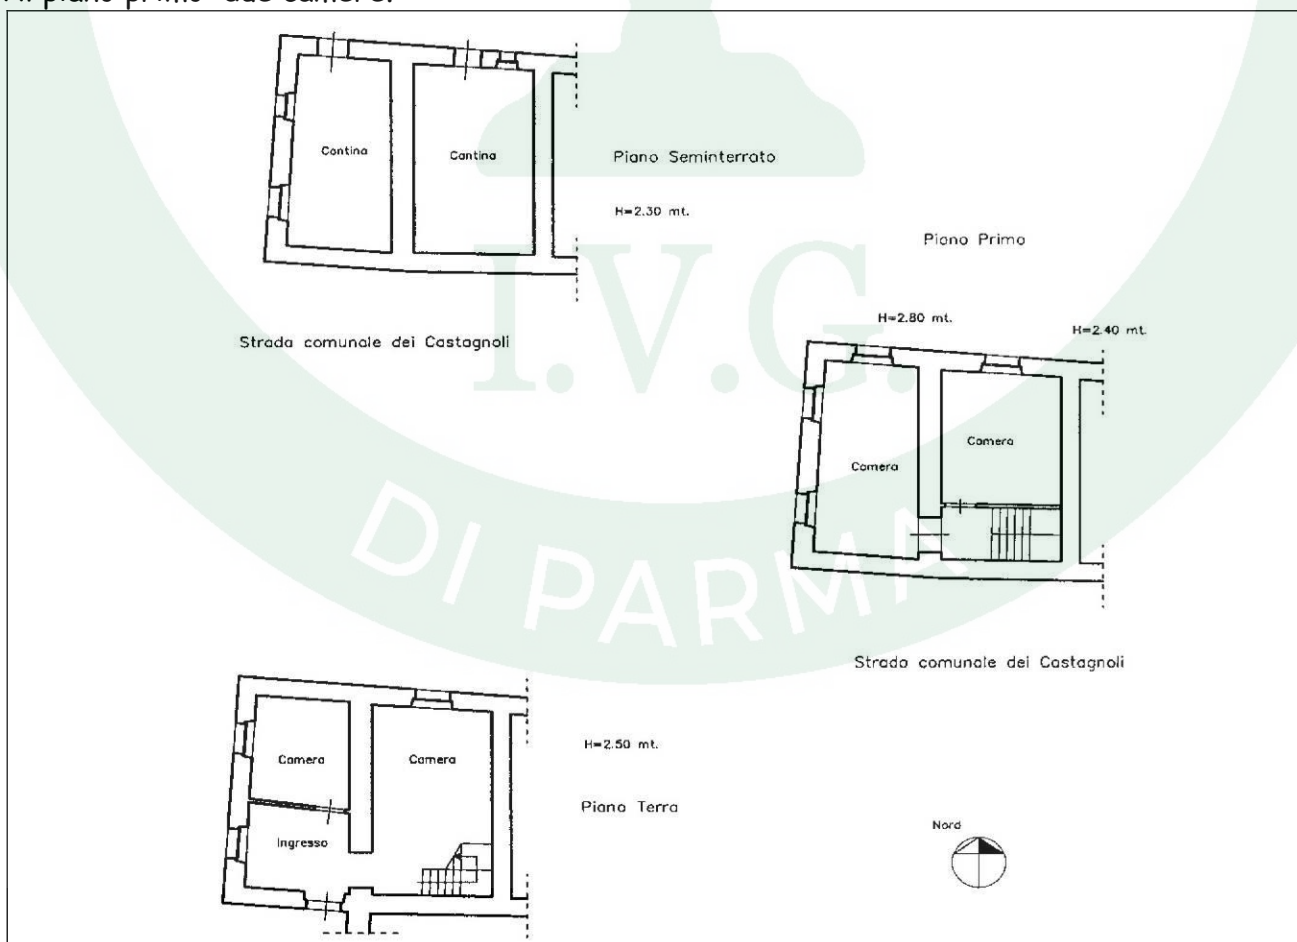 Al piano primo due camere.
Cantina
Cantina
Piano Seminterrato
H=2.30 mt.
Piano Primo
Strada comunale dei Castagnoli
H=2.80 mt.
H=2.40 mt.
Camera
Camera
Strada comunale dei Castagnoli
Camera
Camera
H=2.50 mt.
Piano Terra
Ingresso
Nord
I.V.G.
DI PARMA